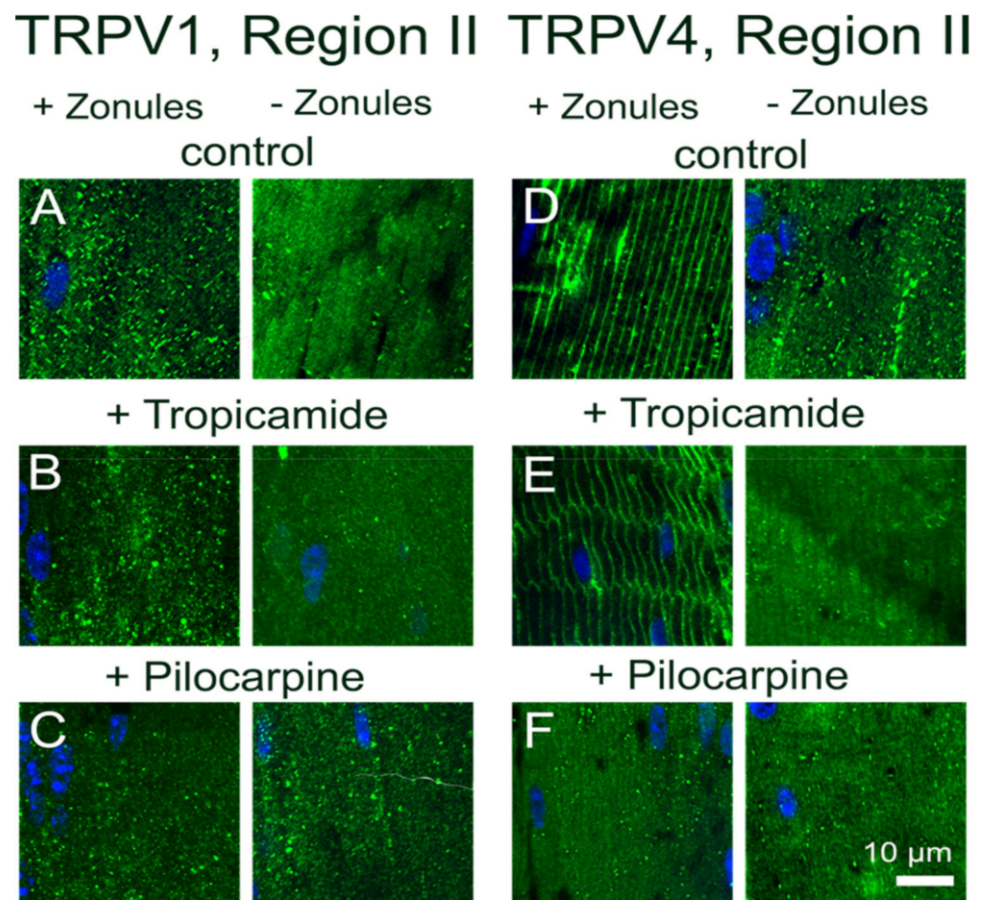 TRPV1, Region II TRPV4, Region II
+ Zonules - Zonules + Zonules - Zonules
control control
A D
+ Tropicamide + Tropicamide
B E
+ Pilocarpine + Pilocarpine
C F
10 µm